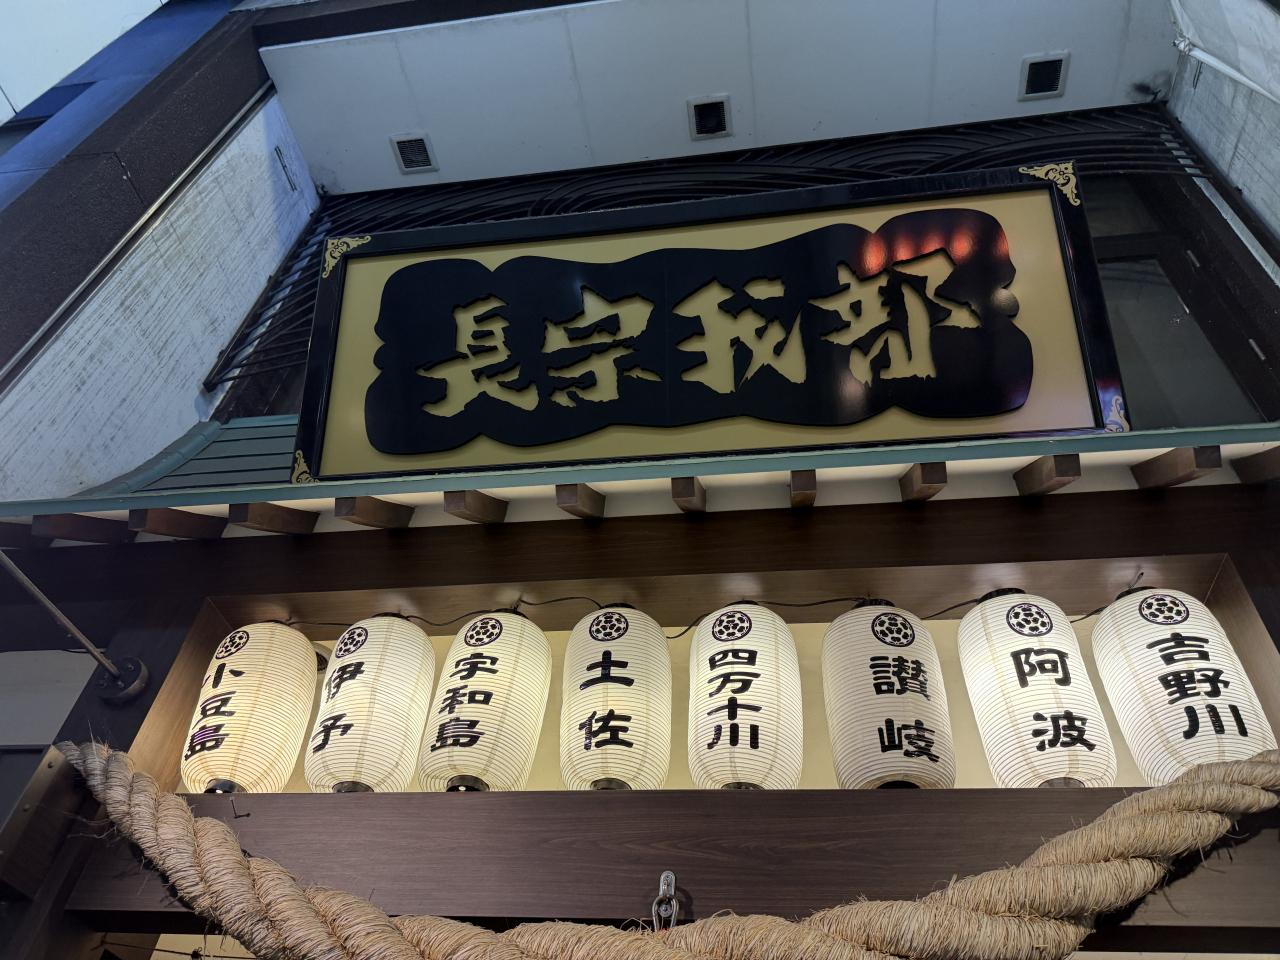 長宗我部
小豆島
伊予
宇和島
土佐
四万十川
讃岐
阿波
吉野川